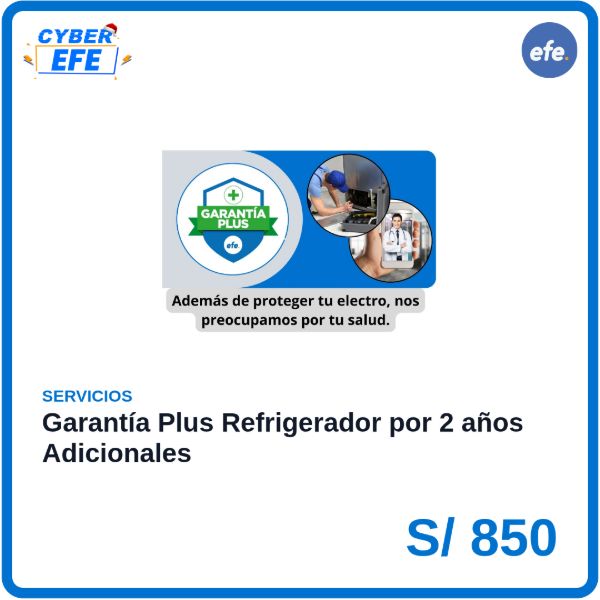 CYBER
EFE
efe.
GARANTÍA
PLUS
efe.
Además de proteger tu electro, nos
preocupamos por tu salud.
SERVICIOS
Garantía Plus Refrigerador por 2 años
Adicionales
S/ 850